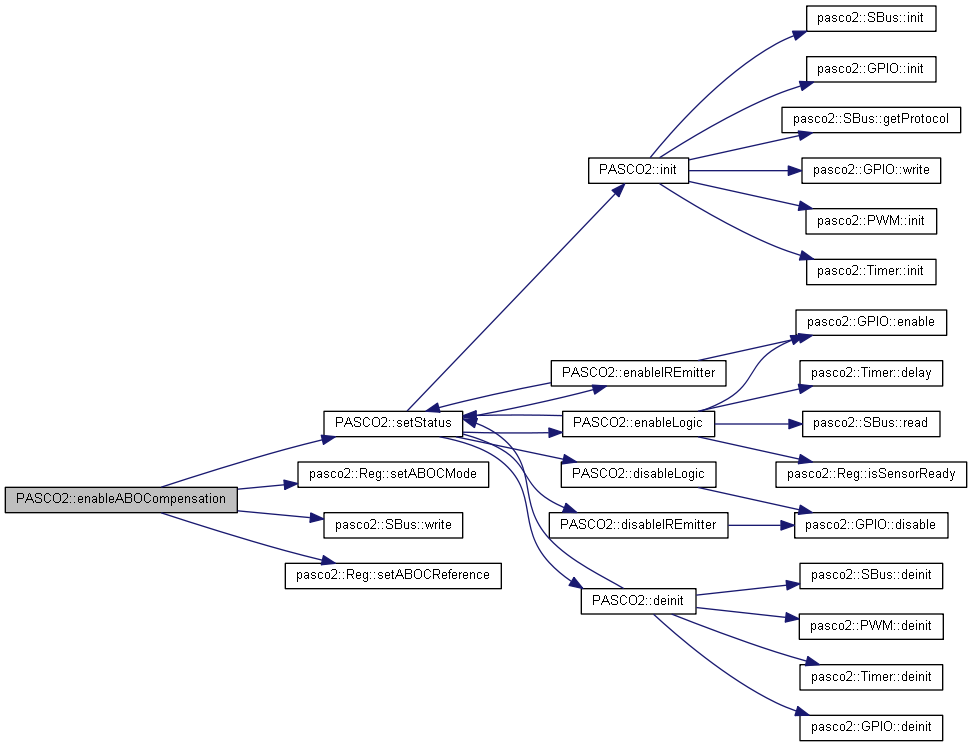 pasco2::SBus::init
pasco2::GPIO::init
pasco2::SBus::getProtocol
PASCO2::init
pasco2::GPIO::write
pasco2::PWM::init
pasco2::Timer::init
pasco2::GPIO::enable
PASCO2::enableIREmitter
pasco2::Timer::delay
PASCO2::setStatus
PASCO2::enableLogic
pasco2::SBus::read
pasco2::Reg::setABOCMode
PASCO2::disableLogic
pasco2::Reg::isSensorReady
PASCO2::enableABOCompensation
pasco2::SBus::write
PASCO2::disableIREmitter
pasco2::GPIO::disable
pasco2::Reg::setABOCReference
pasco2::SBus::deinit
PASCO2::deinit
pasco2::PWM::deinit
pasco2::Timer::deinit
pasco2::GPIO::deinit